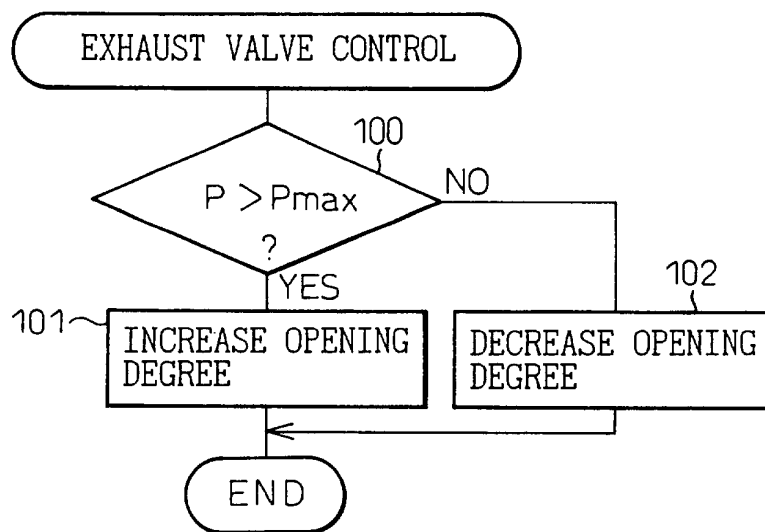 EXHAUST VALVE CONTROL
100
P > Pmax
?
NO
YES
101
INCREASE OPENING
DEGREE
102
DECREASE OPENING
DEGREE
END